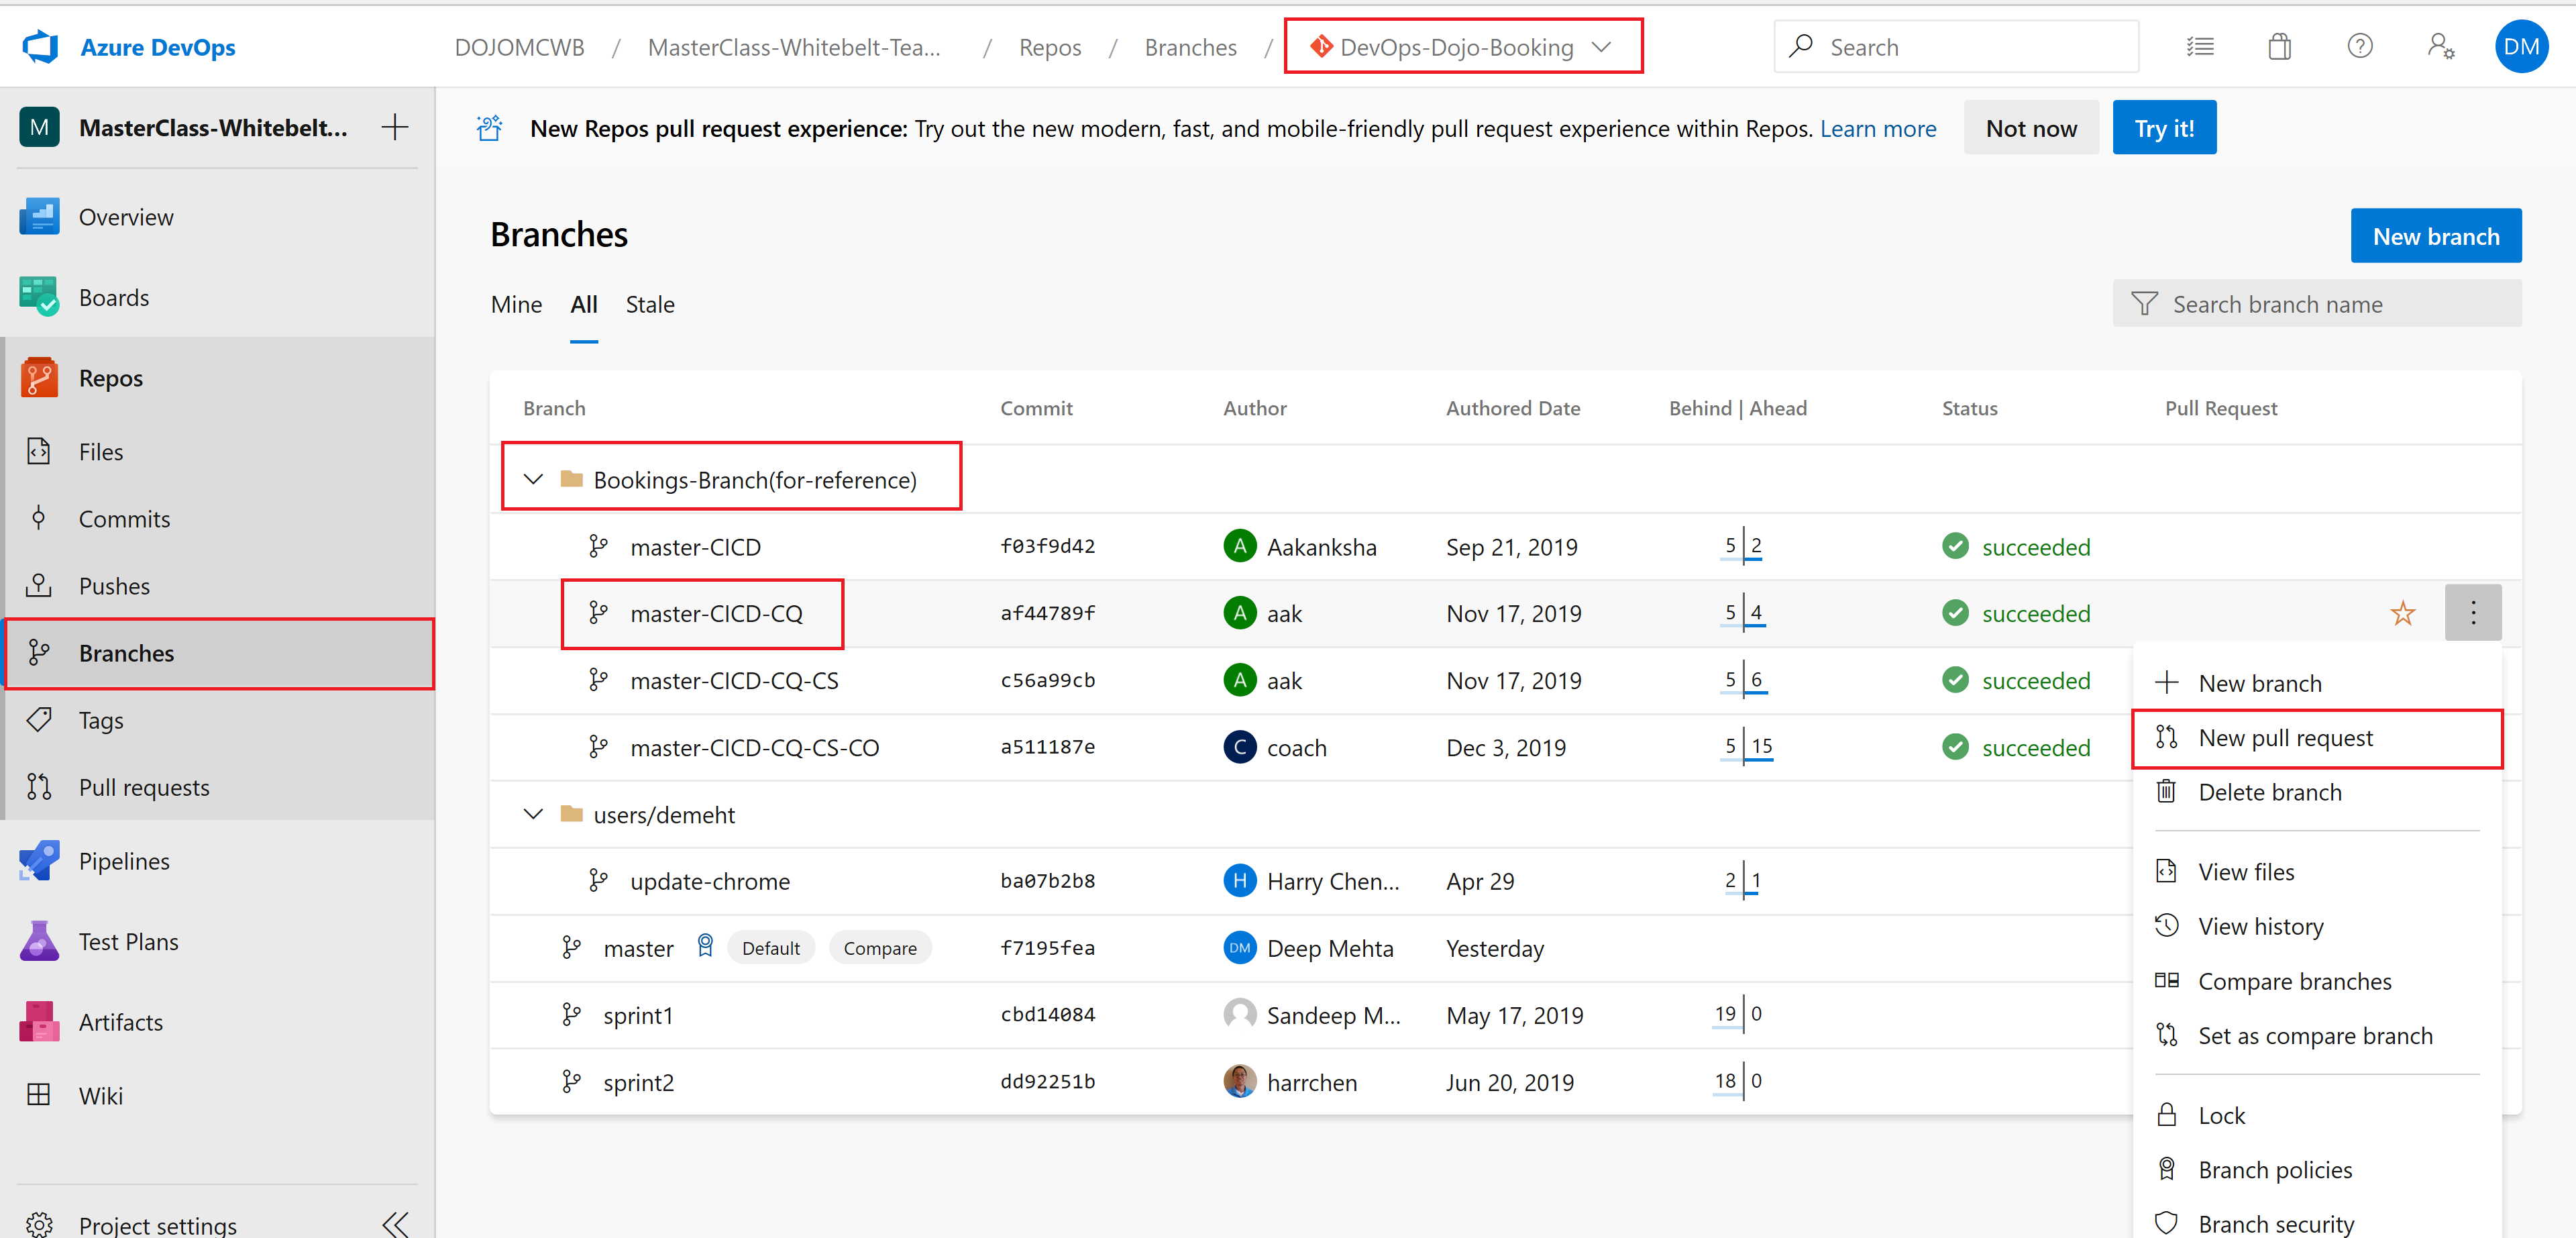 Azure DevOps
DOJOMCWB / MasterClass-Whitebelt-Tea... / Repos / Branches / DevOps-Dojo-Booking
Search
DM
M MasterClass-Whitebelt...
New Repos pull request experience: Try out the new modern, fast, and mobile-friendly pull request experience within Repos. Learn more
Not now
Try it!
Overview
Boards
Repos
Files
Commits
Pushes
Branches
Tags
Pull requests
Pipelines
Test Plans
Artifacts
Wiki
Project settings
Branches
New branch
Mine All Stale
Search branch name
Branch Commit Author Authored Date Behind | Ahead Status Pull Request
Bookings-Branch(for-reference)
master-CICD f03f9d42 A Aakanksha Sep 21, 2019 5 2 succeeded
master-CICD-CQ af44789f A aak Nov 17, 2019 5 4 succeeded
master-CICD-CQ-CS c56a99cb A aak Nov 17, 2019 5 6 succeeded
master-CICD-CQ-CS-CO a511187e C coach Dec 3, 2019 5 15 succeeded
users/demeht
update-chrome ba07b2b8 H Harry Chen... Apr 29 2 1
master Default Compare f7195fea DM Deep Mehta Yesterday
sprint1 cbd14084 Sandeep M... May 17, 2019 19 0
sprint2 dd92251b harrchen Jun 20, 2019 18 0
New branch
New pull request
Delete branch
View files
View history
Compare branches
Set as compare branch
Lock
Branch policies
Branch security